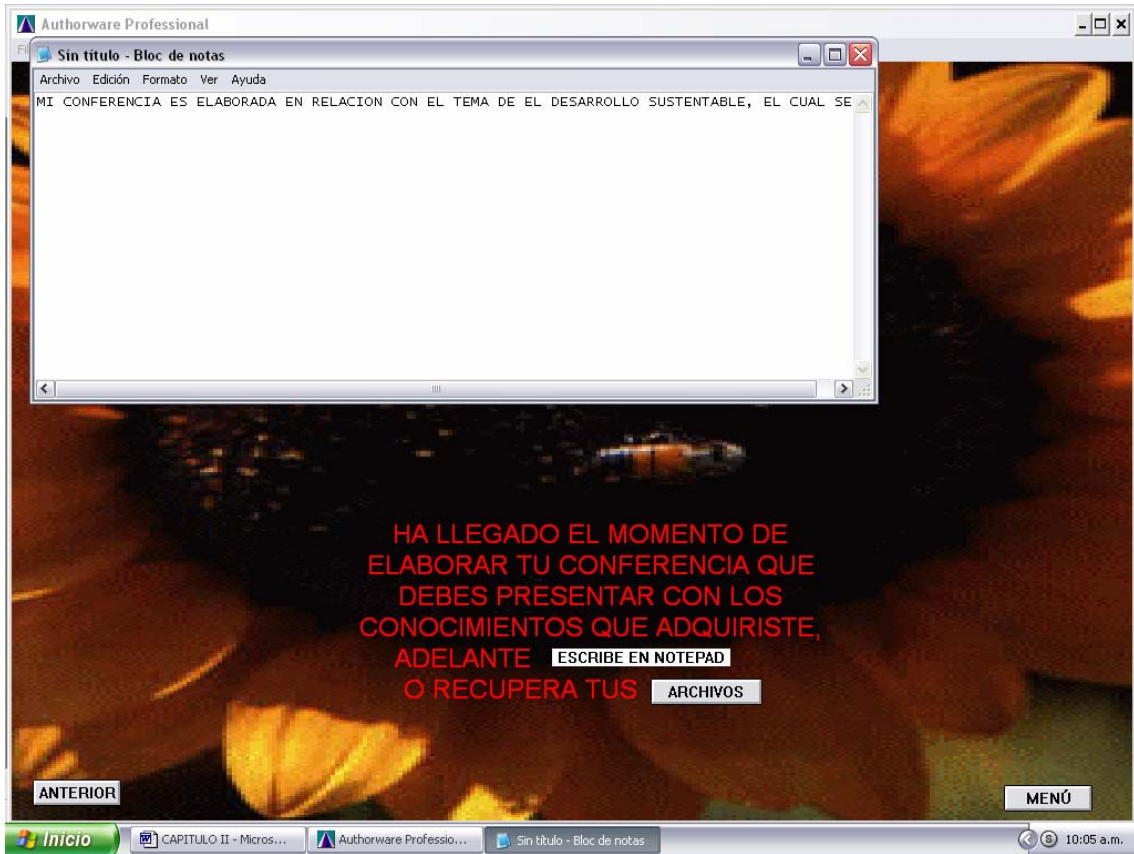 Authorware Professional
Sin título - Bloc de notas
Archivo Edición Formato Ver Ayuda
MI CONFERENCIA ES ELABORADA EN RELACION CON EL TEMA DE EL DESARROLLO SUSTENTABLE, EL CUAL SE
HA LLEGADO EL MOMENTO DE
ELABORAR TU CONFERENCIA QUE
DEBES PRESENTAR CON LOS
CONOCIMIENTOS QUE ADQUIRISTE,
ADELANTE ESCRIBE EN NOTEPAD
O RECUPERA TUS ARCHIVOS
ANTERIOR
MENÚ
Inicio CAPITULO II - Micros... Authorware Professio... Sin título - Bloc de notas S 10:05 a.m.